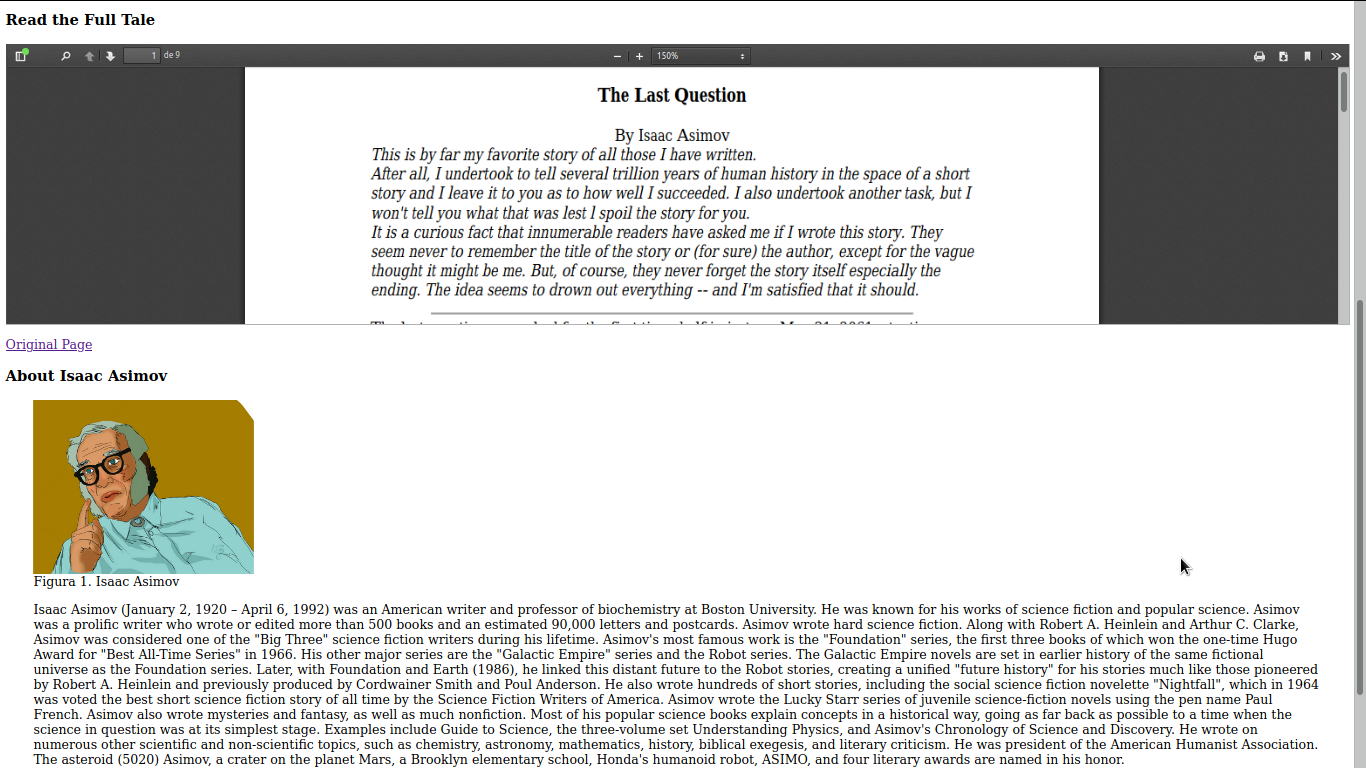 Read the Full Tale
1 de 9 150%
The Last Question
By Isaac Asimov
This is by far my favorite story of all those I have written.
After all, I undertook to tell several trillion years of human history in the space of a short
story and I leave it to you as to how well I succeeded. I also undertook another task, but I
won't tell you what that was lest l spoil the story for you.
It is a curious fact that innumerable readers have asked me if I wrote this story. They
seem never to remember the title of the story or (for sure) the author, except for the vague
thought it might be me. But, of course, they never forget the story itself especially the
ending. The idea seems to drown out everything -- and I'm satisfied that it should.
Original Page
About Isaac Asimov
Figura 1. Isaac Asimov
Isaac Asimov (January 2, 1920 – April 6, 1992) was an American writer and professor of biochemistry at Boston University. He was known for his works of science fiction and popular science. Asimov
was a prolific writer who wrote or edited more than 500 books and an estimated 90,000 letters and postcards. Asimov wrote hard science fiction. Along with Robert A. Heinlein and Arthur C. Clarke,
Asimov was considered one of the "Big Three" science fiction writers during his lifetime. Asimov's most famous work is the "Foundation" series, the first three books of which won the one-time Hugo
Award for "Best All-Time Series" in 1966. His other major series are the "Galactic Empire" series and the Robot series. The Galactic Empire novels are set in earlier history of the same fictional
universe as the Foundation series. Later, with Foundation and Earth (1986), he linked this distant future to the Robot stories, creating a unified "future history" for his stories much like those pioneered
by Robert A. Heinlein and previously produced by Cordwainer Smith and Poul Anderson. He also wrote hundreds of short stories, including the social science fiction novelette "Nightfall", which in 1964
was voted the best short science fiction story of all time by the Science Fiction Writers of America. Asimov wrote the Lucky Starr series of juvenile science-fiction novels using the pen name Paul
French. Asimov also wrote mysteries and fantasy, as well as much nonfiction. Most of his popular science books explain concepts in a historical way, going as far back as possible to a time when the
science in question was at its simplest stage. Examples include Guide to Science, the three-volume set Understanding Physics, and Asimov's Chronology of Science and Discovery. He wrote on
numerous other scientific and non-scientific topics, such as chemistry, astronomy, mathematics, history, biblical exegesis, and literary criticism. He was president of the American Humanist Association.
The asteroid (5020) Asimov, a crater on the planet Mars, a Brooklyn elementary school, Honda's humanoid robot, ASIMO, and four literary awards are named in his honor.